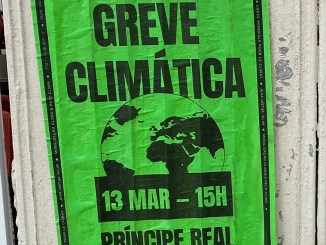 GREVE
CLIMÁTICA
13 MAR – 15H
PRÍNCIPE REAL